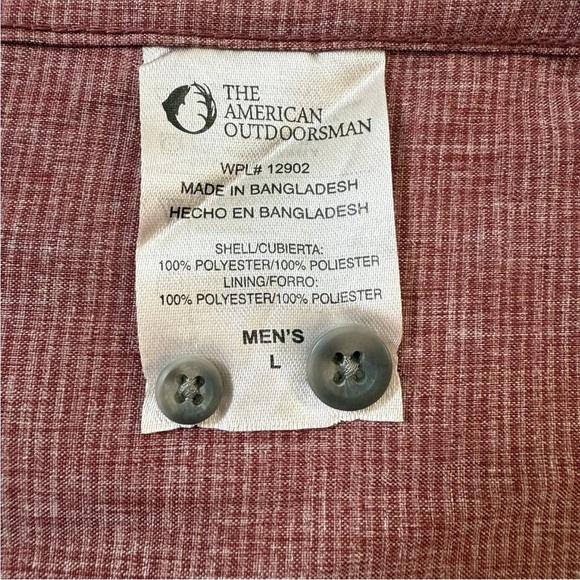 THE
AMERICAN
OUTDOORSMAN
WPL# 12902
MADE IN BANGLADESH
HECHO EN BANGLADESH
SHELL/CUBIERTA:
100% POLYESTER/100% POLIESTER
LINING/FORRO:
100% POLYESTER/100% POLIESTER
MEN'S
L